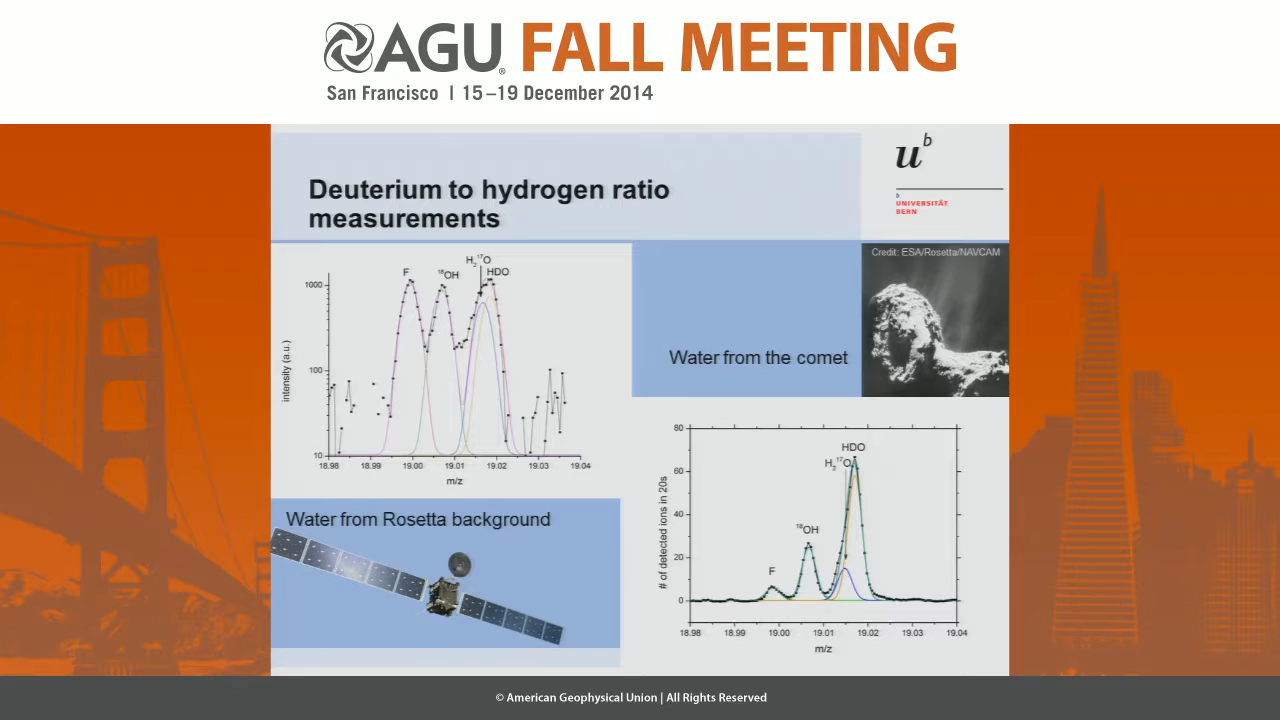 AGU® FALL MEETING
San Francisco | 15–19 December 2014
Deuterium to hydrogen ratio
measurements
u^b
b
UNIVERSITÄT
BERN
Credit: ESA/Rosetta/NAVCAM
Water from the comet
F
¹⁸OH
H₂¹⁷O
HDO
1000
100
10
intensity (a.u.)
18.98 18.99 19.00 19.01 19.02 19.03 19.04
m/z
Water from Rosetta background
80
60
40
20
0
# of detected ions in 20s
F
¹⁸OH
H₂¹⁷O
HDO
18.98 18.99 19.00 19.01 19.02 19.03 19.04
m/z
© American Geophysical Union | All Rights Reserved